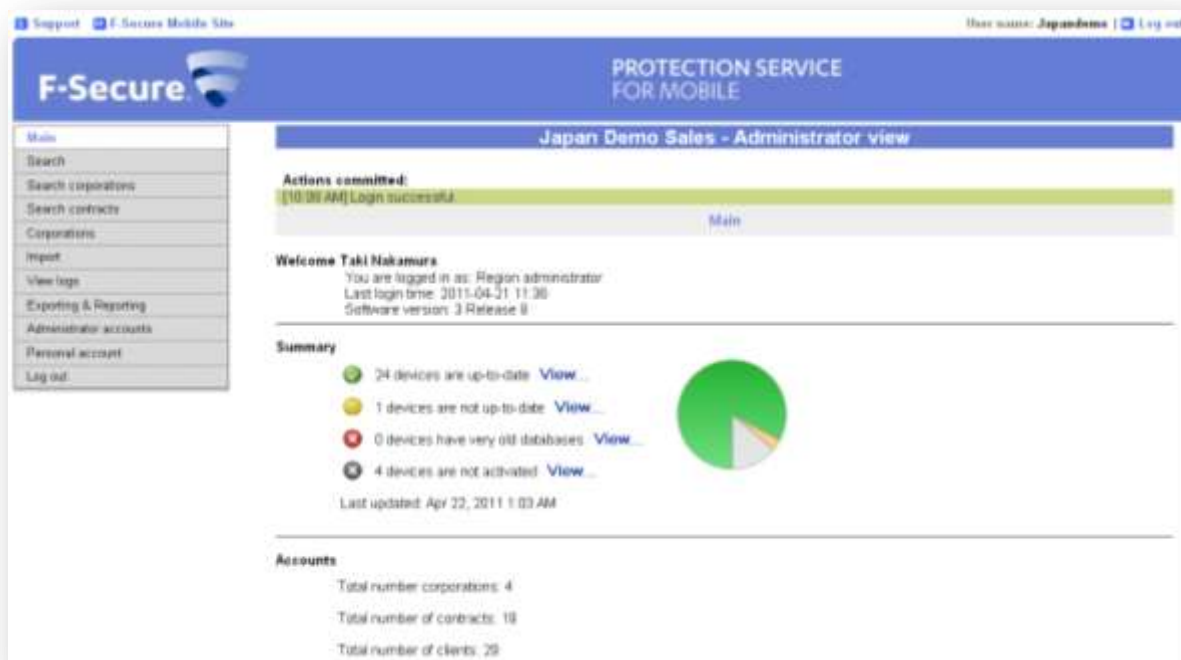 Support F-Secure Mobile Site
User name: Japandemo | Log out
F-Secure
PROTECTION SERVICE
FOR MOBILE
Main
Search
Search corporations
Search contracts
Corporations
Import
View logs
Exporting & Reporting
Administrator accounts
Personal account
Log out
Japan Demo Sales - Administrator view
Actions committed:
AM] Login successful.
Main
Welcome Taki Nakamura
You are logged in as: Region administrator
Last login time: 2011-04-21 11:36
Software version: 3 Release 8
Summary
24 devices are up-to-date View...
1 devices are not up-to-date View...
0 devices have very old databases View...
4 devices are not activated View...
Last updated: Apr 22, 2011 1:03 AM
Accounts
Total number corporations: 4
Total number of contracts:
Total number of clients: 29